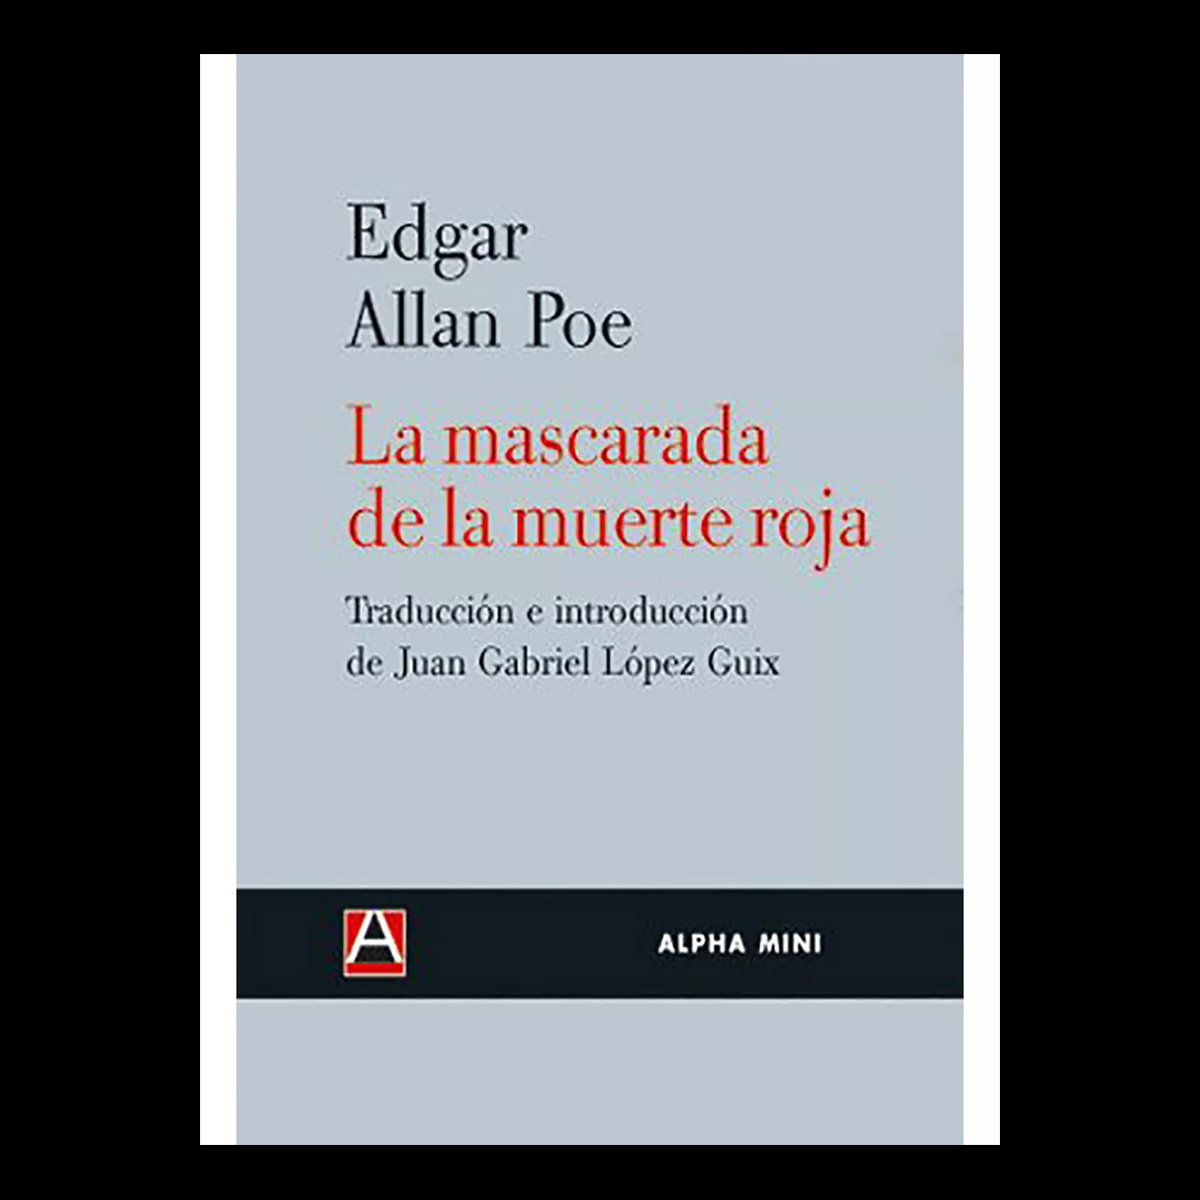 Edgar
Allan Poe
La mascarada
de la muerte roja
Traducción e introducción
de Juan Gabriel López Guix
A
ALPHA MINI